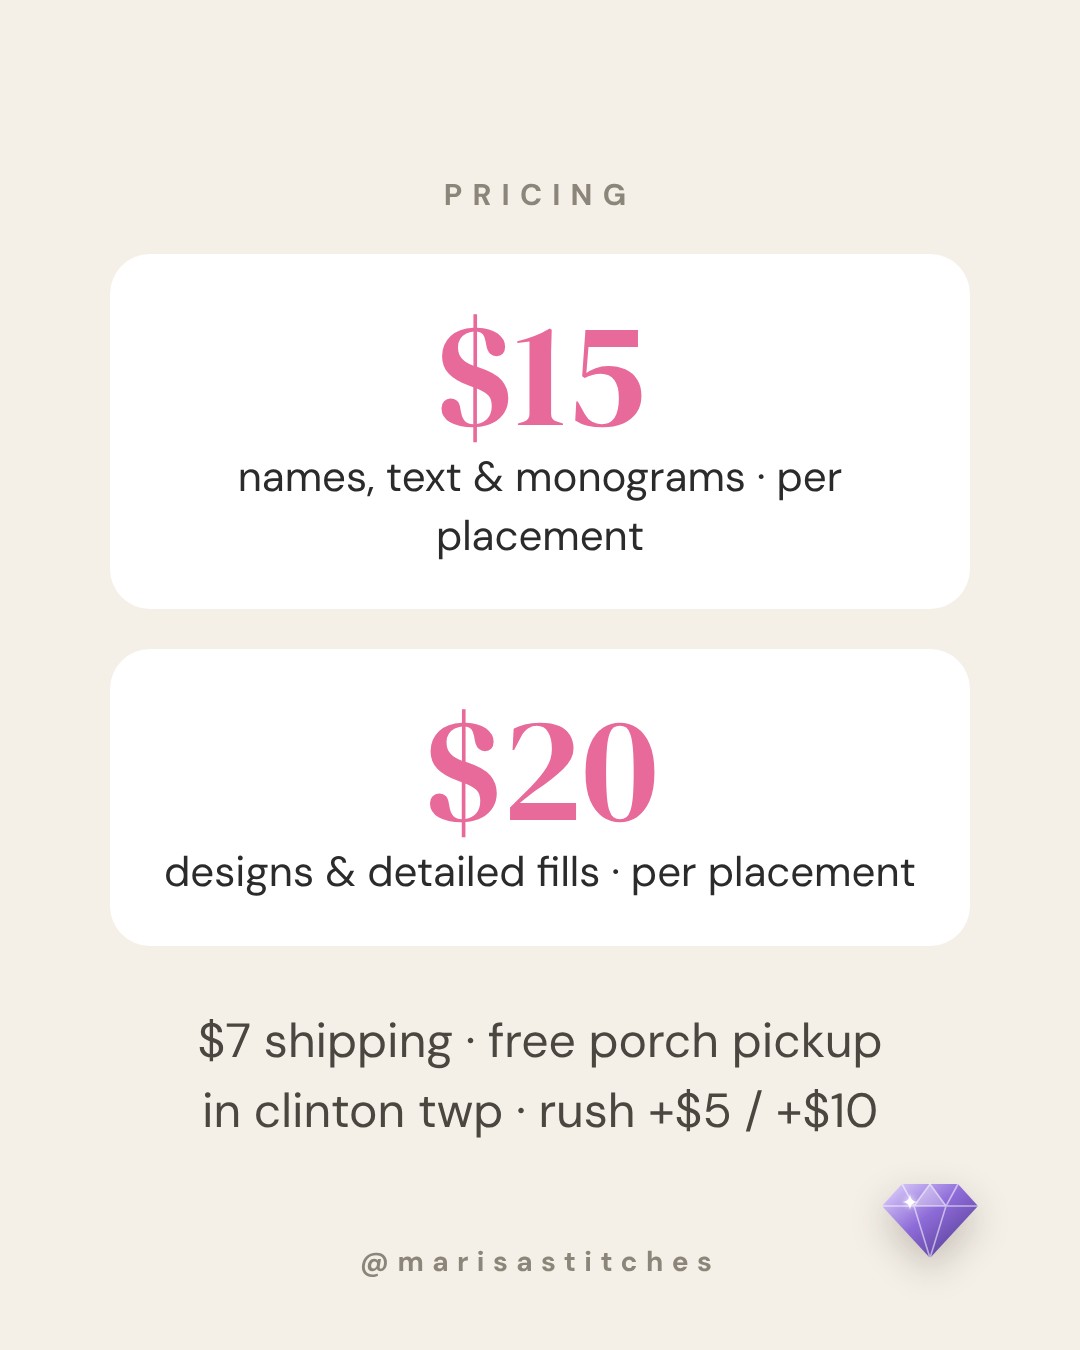 PRICING
$15
names, text & monograms · per
placement
$20
designs & detailed fills · per placement
$7 shipping · free porch pickup
in clinton twp · rush +$5 / +$10
@marisastitches